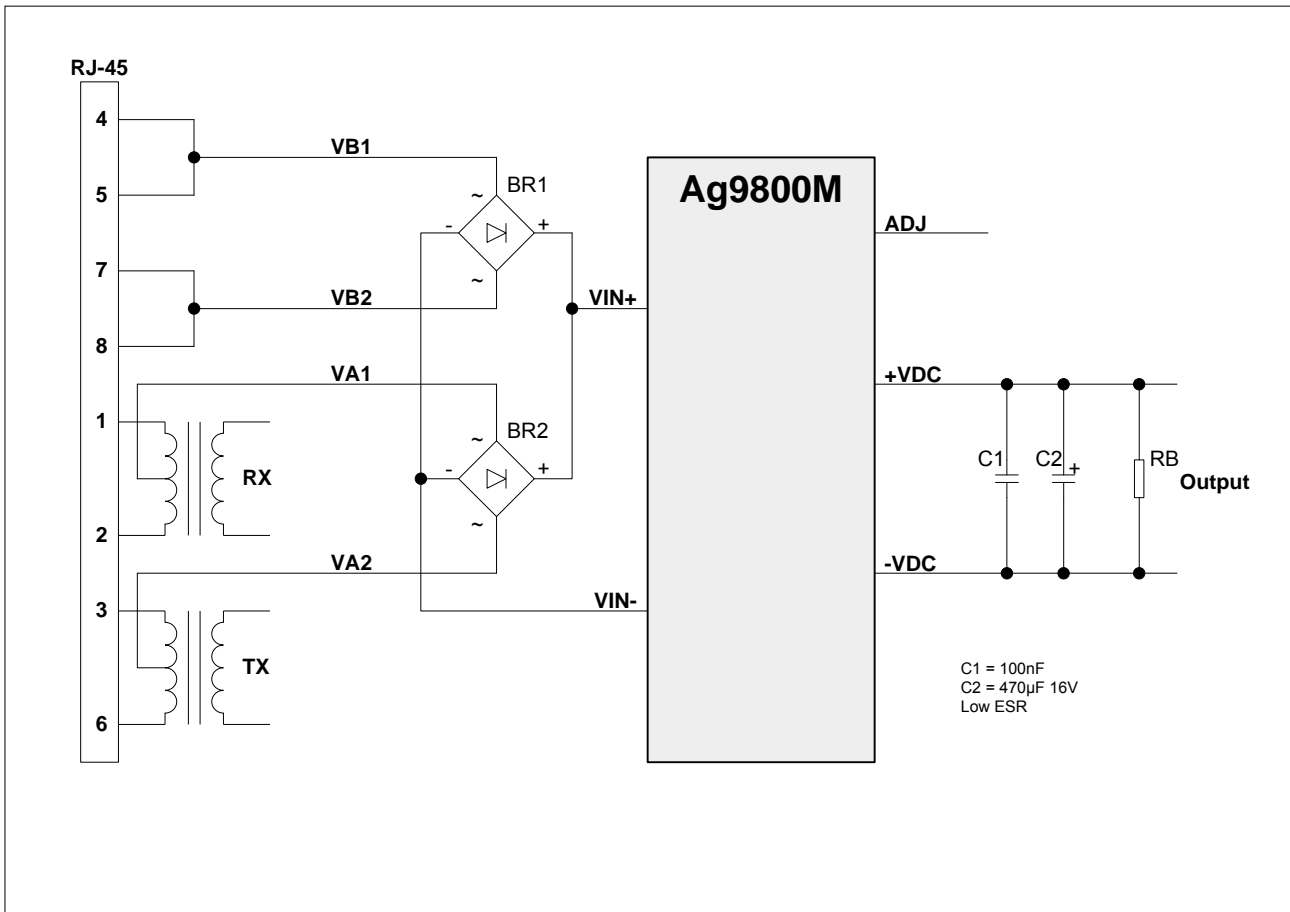 RJ-45
4
5
7
8
1
2
3
6
VB1
VB2
VA1
VA2
RX
TX
~
BR1
-
+
~
~
BR2
-
+
~
VIN+
VIN-
Ag9800M
ADJ
+VDC
-VDC
C1
C2
+
RB
Output
C1 = 100nF
C2 = 470µF 16V
Low ESR